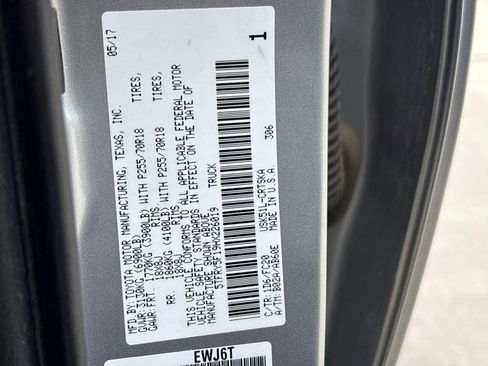 MFD. BY: TOYOTA MOTOR MANUFACTURING, TEXAS, INC. 05/17
GVWR: 3130KG (6900LB)
GAWR: FRT. 1770KG (3900LB) WITH P255/70R18 TIRES,
18X8J RIMS
RR. 1860KG (4100LB) WITH P255/70R18 TIRES,
18X8J RIMS
THIS VEHICLE CONFORMS TO ALL APPLICABLE FEDERAL MOTOR
VEHICLE SAFETY STANDARDS IN EFFECT ON THE DATE OF
MANUFACTURE SHOWN ABOVE.
5TFRY5F19HX226019 TRUCK
1
C/TR: 1D6/FC20 USK51L-CRTSKA 306
A/TM: B02A/AB60E MADE IN U.S.A.
EWJ6T